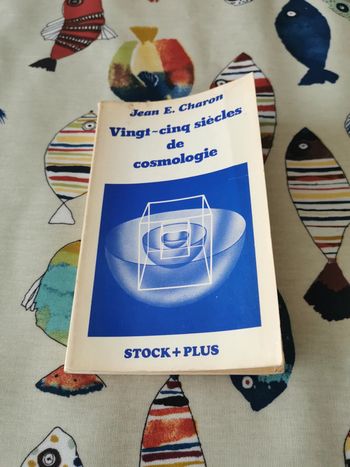 Jean E. Charon
Vingt-cinq siècles
de
cosmologie
STOCK + PLUS